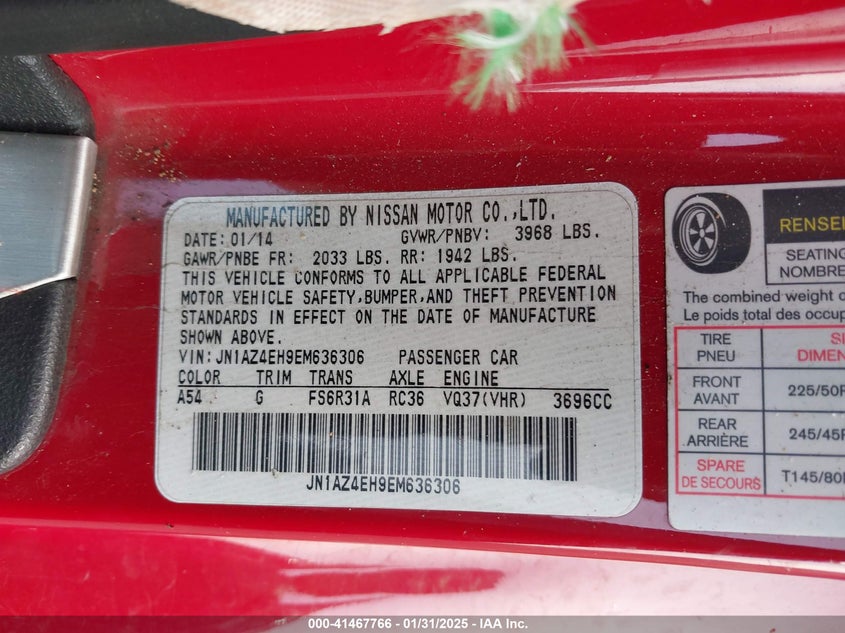 MANUFACTURED BY NISSAN MOTOR CO.,LTD.
DATE: 01/14 GVWR/PNBV: 3968 LBS.
GAWR/PNBE FR: 2033 LBS. RR: 1942 LBS.
THIS VEHICLE CONFORMS TO ALL APPLICABLE FEDERAL
MOTOR VEHICLE SAFETY,BUMPER,AND THEFT PREVENTION
STANDARDS IN EFFECT ON THE DATE OF MANUFACTURE
SHOWN ABOVE.
VIN:JN1AZ4EH9EM636306 PASSENGER CAR
COLOR TRIM TRANS AXLE ENGINE
A54 G FS6R31A RC36 VQ37(VHR) 3696CC
JN1AZ4EH9EM636306
RENSEI
SEATING
NOMBRE
The combined weight o
Le poids total des occup
TIRE SI
PNEU DIMEN
FRONT
AVANT 225/50R
REAR
ARRIÈRE 245/45R
SPARE
DE SECOURS T145/80
000-41467766 - 01/31/2025 - IAA Inc.